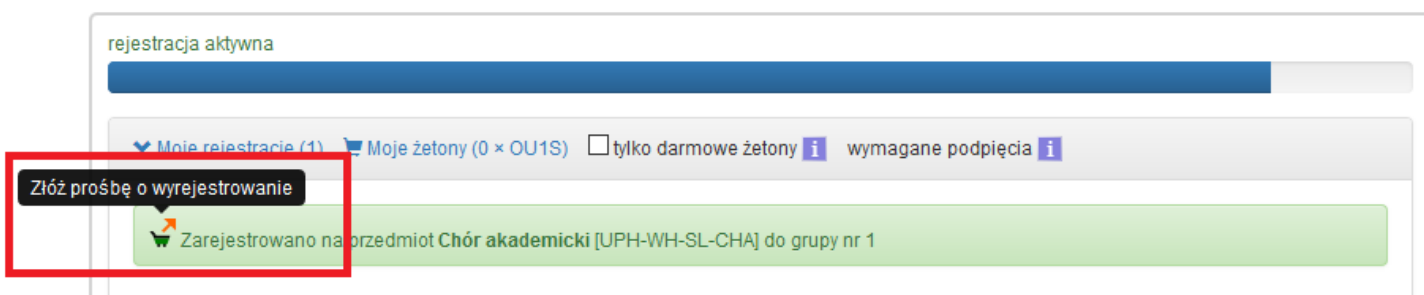 rejestracja aktywna
Moje rejestracje (1) Moje żetony (0 × OU1S) tylko darmowe żetony i wymagane podpięcia i
Złóż prośbę o wyrejestrowanie
Zarejestrowano na przedmiot Chór akademicki [UPH-WH-SL-CHA] do grupy nr 1